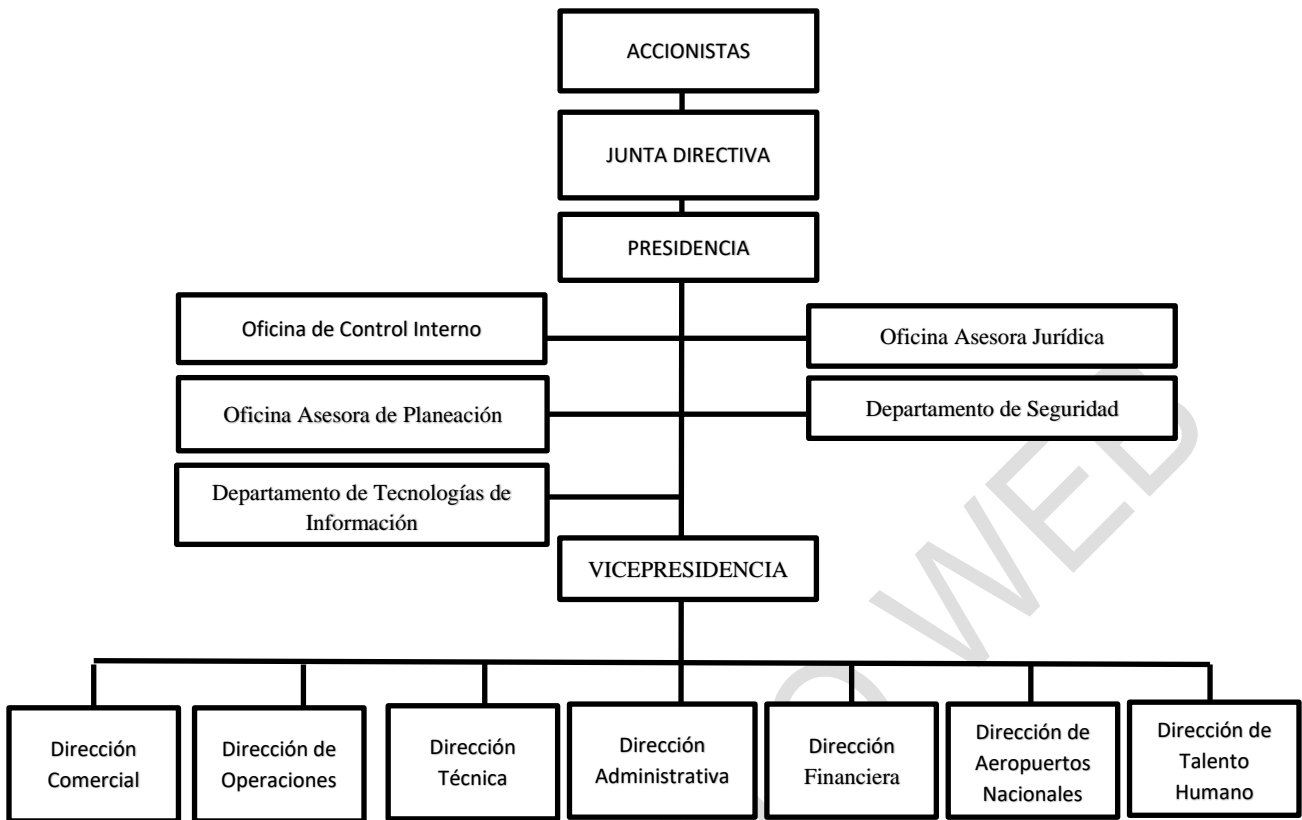 ACCIONISTAS
JUNTA DIRECTIVA
PRESIDENCIA
Oficina de Control Interno
Oficina Asesora Jurídica
Oficina Asesora de Planeación
Departamento de Seguridad
Departamento de Tecnologías de
Información
VICEPRESIDENCIA
Dirección
Comercial
Dirección de
Operaciones
Dirección
Técnica
Dirección
Administrativa
Dirección
Financiera
Dirección de
Aeropuertos
Nacionales
Dirección de
Talento
Humano
O WEB